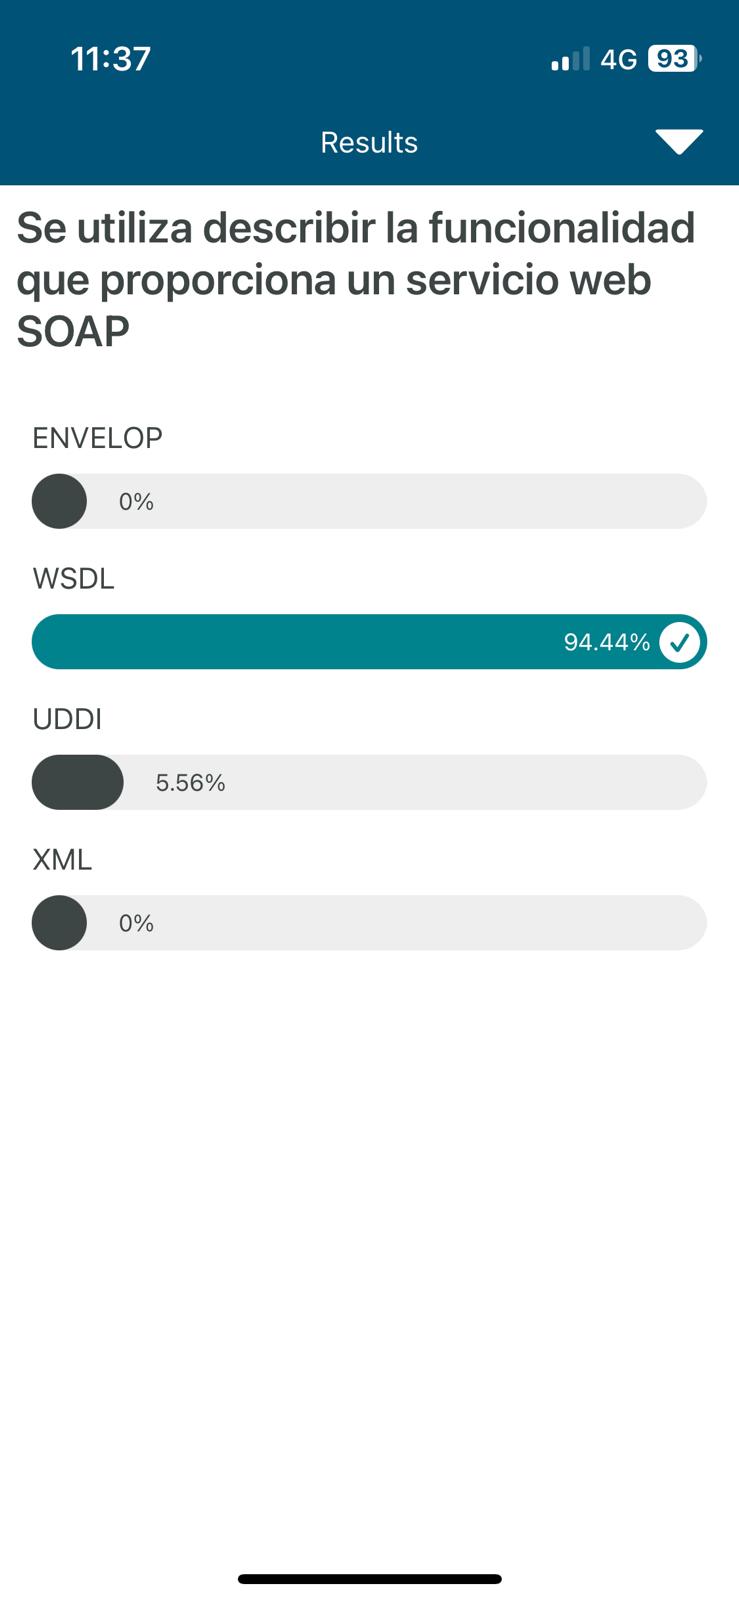 11:37
4G 93
Results
Se utiliza describir la funcionalidad
que proporciona un servicio web
SOAP
ENVELOP
0%
WSDL
94.44%
UDDI
5.56%
XML
0%